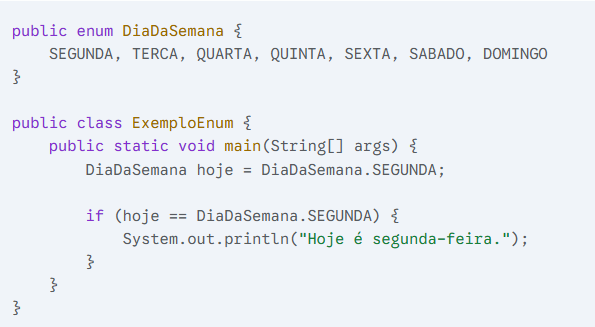 public enum DiaDaSemana {
    SEGUNDA, TERCA, QUARTA, QUINTA, SEXTA, SABADO, DOMINGO
}

public class ExemploEnum {
    public static void main(String[] args) {
        DiaDaSemana hoje = DiaDaSemana.SEGUNDA;

        if (hoje == DiaDaSemana.SEGUNDA) {
            System.out.println("Hoje é segunda-feira.");
        }
    }
}